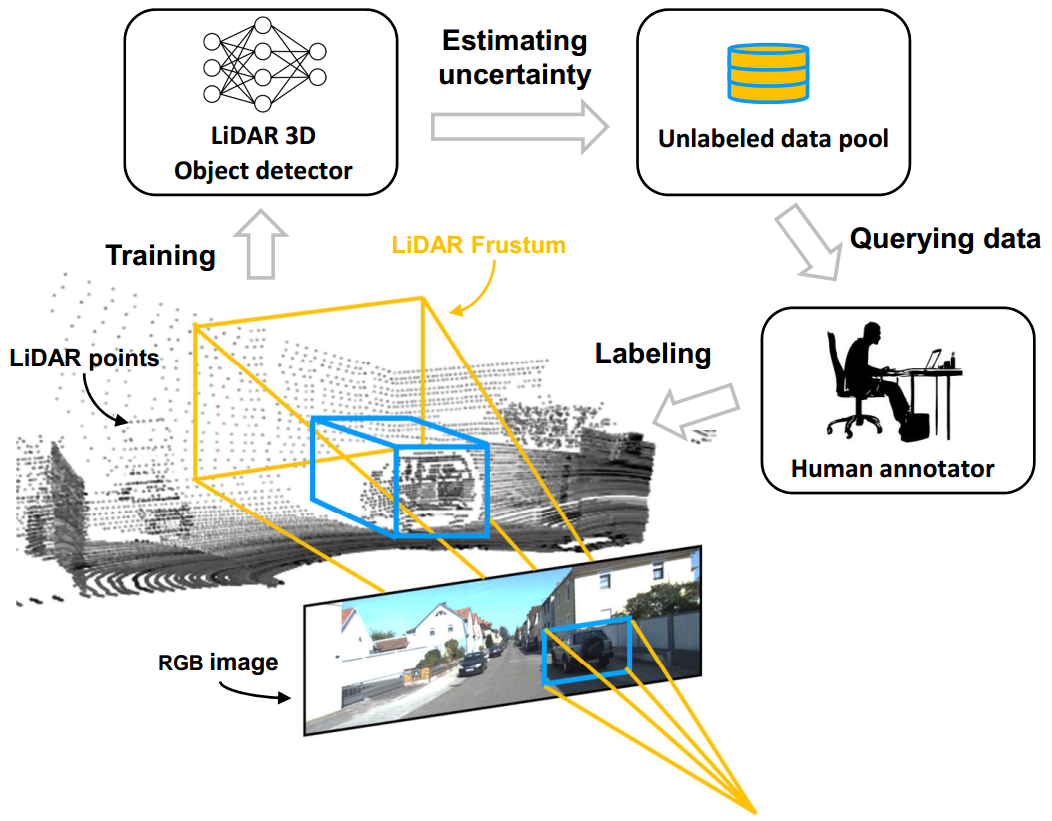 Estimating
uncertainty
LiDAR 3D
Object detector
Unlabeled data pool
Training
LiDAR Frustum
Querying data
LiDAR points
Labeling
Human annotator
RGB image